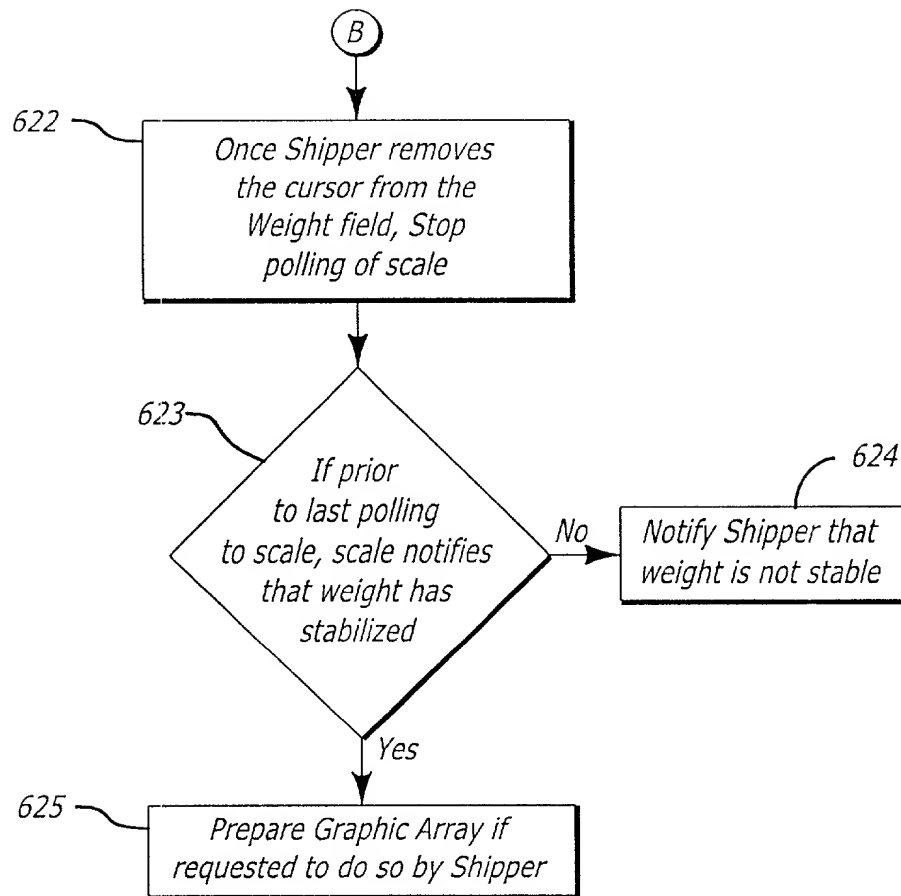 B
622
Once Shipper removes
the cursor from the
Weight field, Stop
polling of scale
623
If prior
to last polling
to scale, scale notifies
that weight has
stabilized
No
624
Notify Shipper that
weight is not stable
Yes
625
Prepare Graphic Array if
requested to do so by Shipper